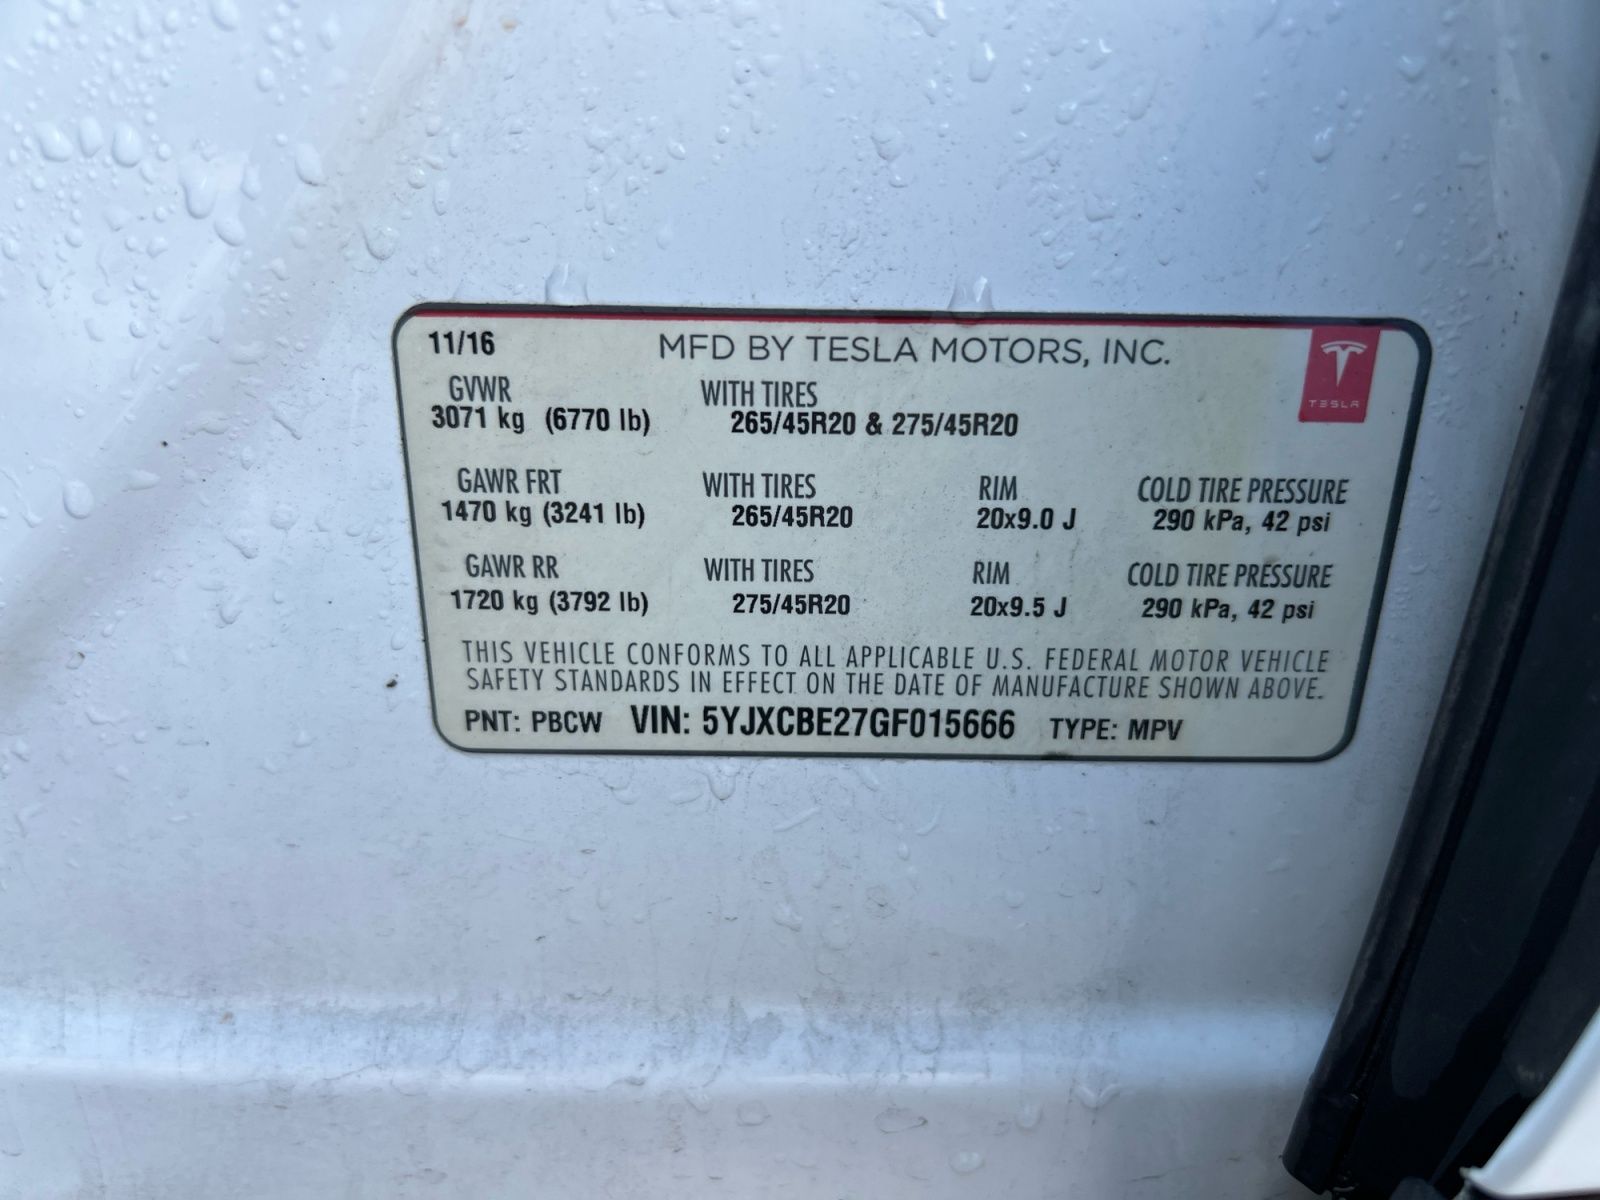 11/16 MFD BY TESLA MOTORS, INC.
TESLA
GVWR WITH TIRES
3071 kg (6770 lb) 265/45R20 & 275/45R20
GAWR FRT WITH TIRES RIM COLD TIRE PRESSURE
1470 kg (3241 lb) 265/45R20 20x9.0 J 290 kPa, 42 psi
GAWR RR WITH TIRES RIM COLD TIRE PRESSURE
1720 kg (3792 lb) 275/45R20 20x9.5 J 290 kPa, 42 psi
THIS VEHICLE CONFORMS TO ALL APPLICABLE U.S. FEDERAL MOTOR VEHICLE
SAFETY STANDARDS IN EFFECT ON THE DATE OF MANUFACTURE SHOWN ABOVE.
PNT: PBCW VIN: 5YJXCBE27GF015666 TYPE: MPV